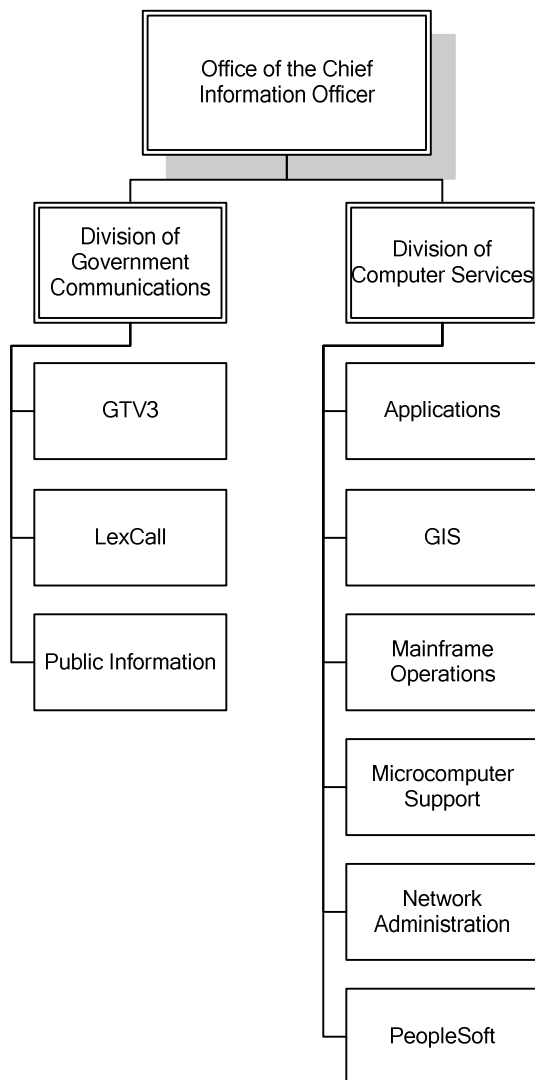 Office of the Chief
Information Officer
Division of
Government
Communications
Division of
Computer Services
GTV3
LexCall
Public Information
Applications
GIS
Mainframe
Operations
Microcomputer
Support
Network
Administration
PeopleSoft